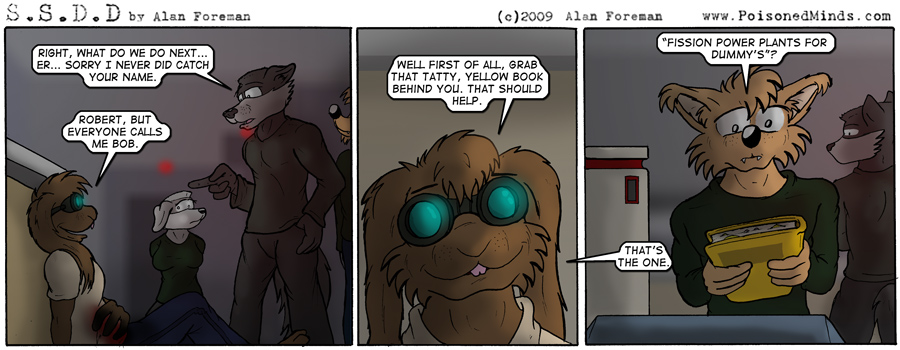 S.S.D.D by Alan Foreman (c)2009 Alan Foreman www.PoisonedMinds.com
RIGHT, WHAT DO WE DO NEXT...
ER... SORRY I NEVER DID CATCH
YOUR NAME.
ROBERT, BUT
EVERYONE CALLS
ME BOB.
WELL FIRST OF ALL, GRAB
THAT TATTY, YELLOW BOOK
BEHIND YOU. THAT SHOULD
HELP.
"FISSION POWER PLANTS FOR
DUMMY'S"?
THAT'S
THE ONE.